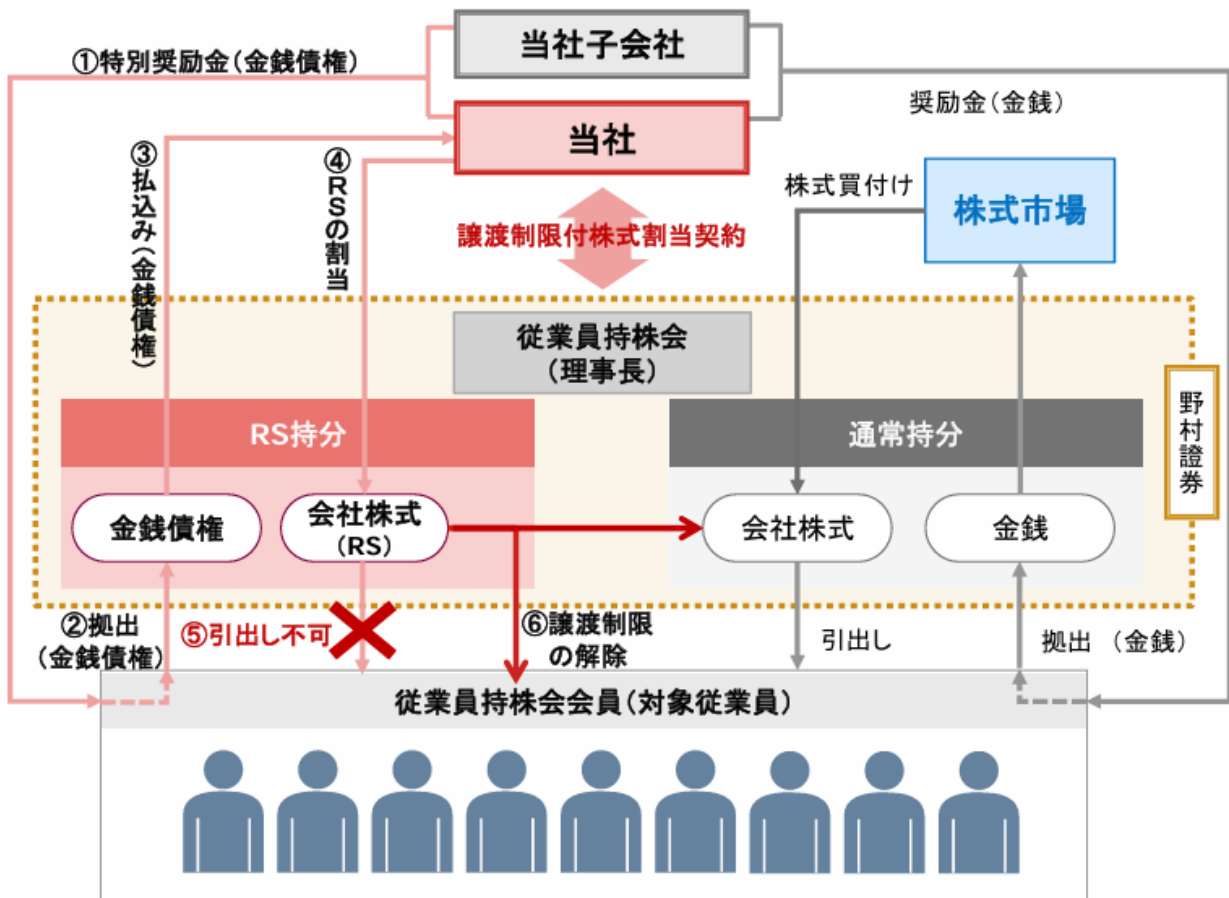 当社子会社
①特別奨励金(金銭債権)
奨励金(金銭)
当社
③払込み(金銭債権)
④RSの割当
株式買付け
株式市場
譲渡制限付株式割当契約
従業員持株会
(理事長)
野村證券
RS持分
通常持分
金銭債権
会社株式
(RS)
会社株式
金銭
②拠出
(金銭債権)
⑤引出し不可
⑥譲渡制限
の解除
引出し
拠出 (金銭)
従業員持株会会員(対象従業員)